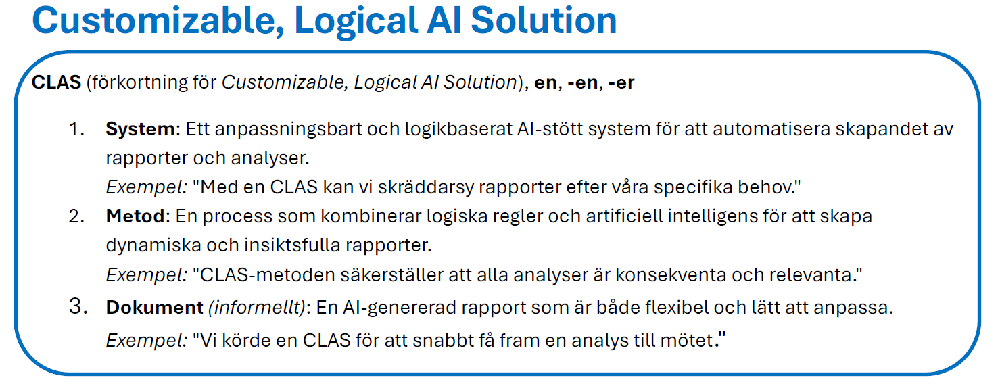 Customizable, Logical AI Solution
CLAS (förkortning för Customizable, Logical AI Solution), en, -en, -er
1. System: Ett anpassningsbart och logikbaserat AI-stött system för att automatisera skapandet av
rapporter och analyser.
Exempel: "Med en CLAS kan vi skräddarsy rapporter efter våra specifika behov."
2. Metod: En process som kombinerar logiska regler och artificiell intelligens för att skapa
dynamiska och insiktsfulla rapporter.
Exempel: "CLAS-metoden säkerställer att alla analyser är konsekventa och relevanta."
3. Dokument (informellt): En AI-genererad rapport som är både flexibel och lätt att anpassa.
Exempel: "Vi körde en CLAS för att snabbt få fram en analys till mötet."